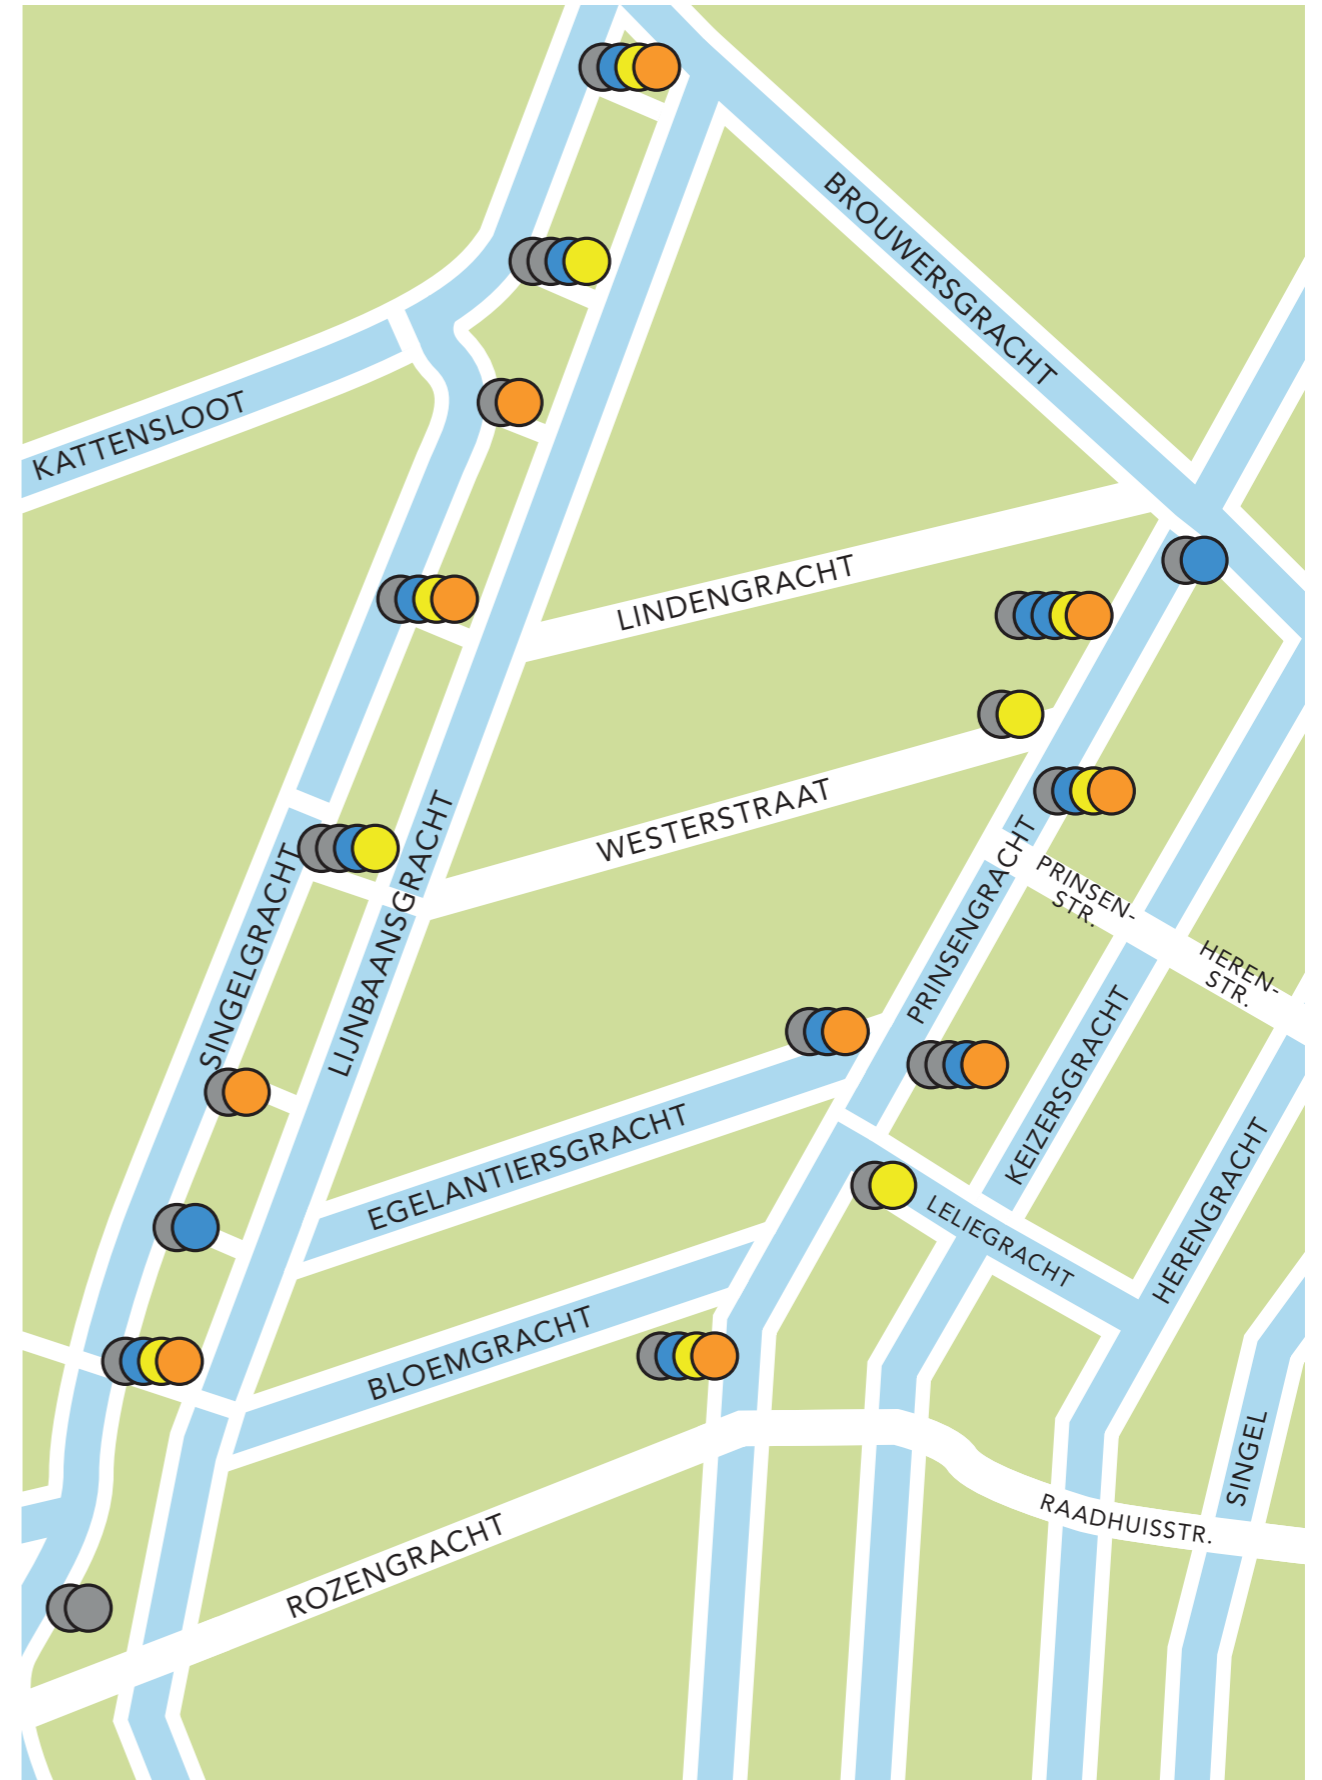 BROUWERSGRACHT
KATTENSLOOT
LINDENGRACHT
WESTERSTRAAT
SINGELGRACHT
LIJNBAANSGRACHT
PRINSENGRACHT
PRINSEN-
STR.
HEREN-
STR.
KEIZERSGRACHT
EGELANTIERSGRACHT
LELIEGRACHT
HERENGRACHT
BLOEMGRACHT
SINGEL
ROZENGRACHT
RAADHUISSTR.